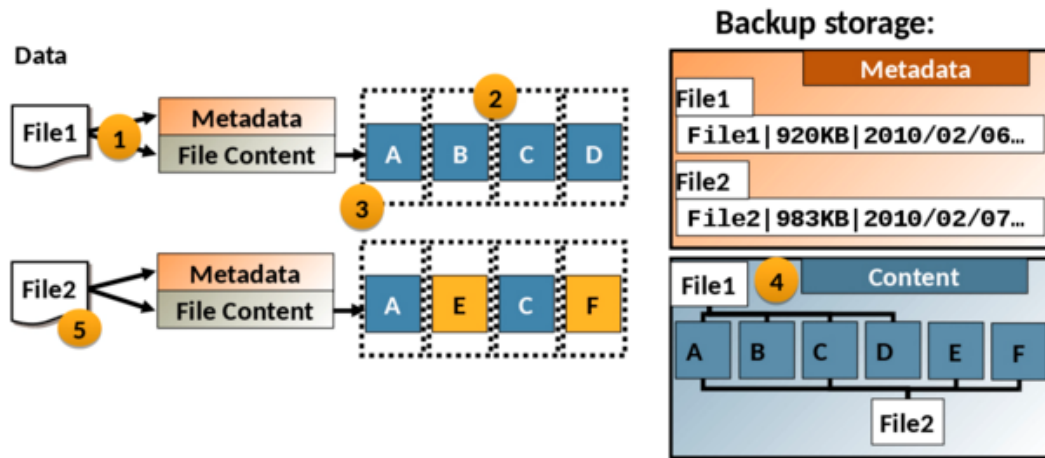 Backup storage:
Data
File1
1
Metadata
File Content
2
A
B
C
D
3
File2
5
Metadata
File Content
A
E
C
F
Metadata
File1
File1|920KB|2010/02/06…
File2
File2|983KB|2010/02/07…
File1
4
Content
A
B
C
D
E
F
File2